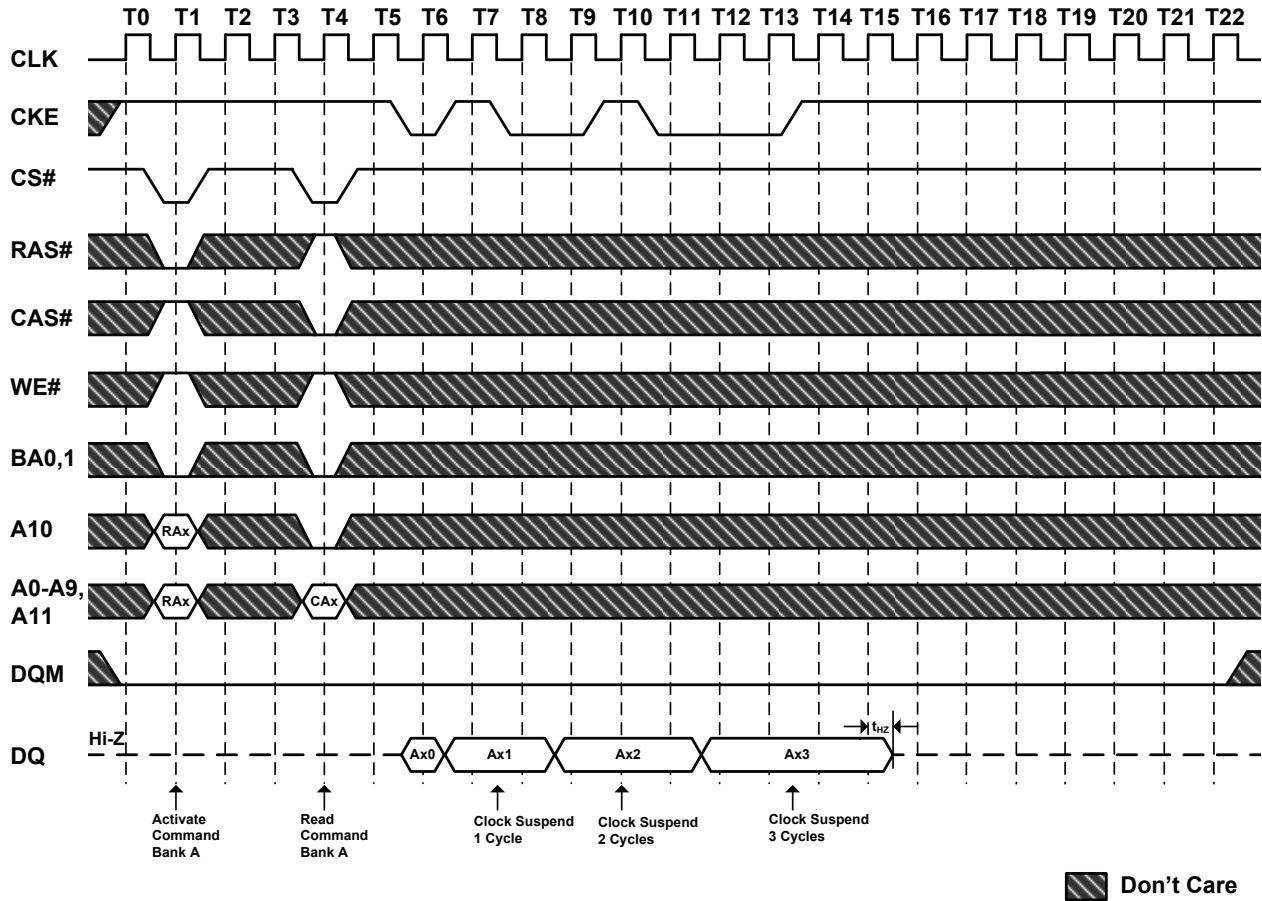 T0 T1 T2 T3 T4 T5 T6 T7 T8 T9 T10 T11 T12 T13 T14 T15 T16 T17 T18 T19 T20 T21 T22
CLK
CKE
CS#
RAS#
CAS#
WE#
BA0,1
A10 RAx
A0-A9,
A11 RAx CAx
DQM
tHZ
Hi-Z
DQ Ax0 Ax1 Ax2 Ax3
Activate
Command
Bank A
Read
Command
Bank A
Clock Suspend
1 Cycle
Clock Suspend
2 Cycles
Clock Suspend
3 Cycles
Don't Care